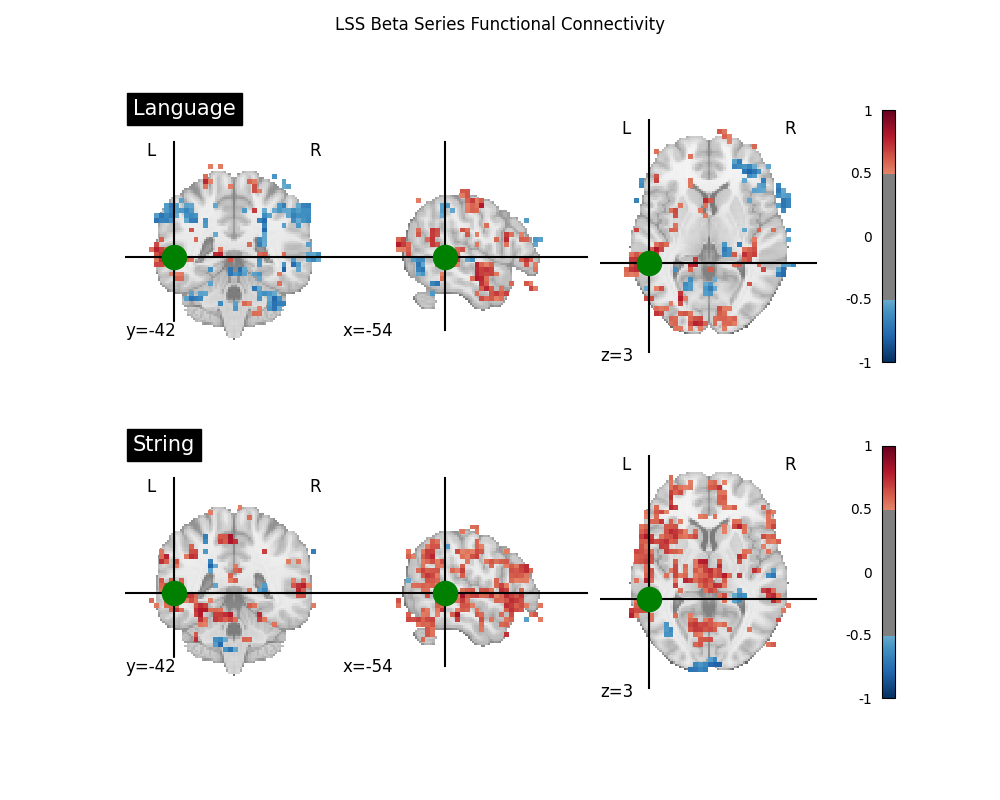 LSS Beta Series Functional Connectivity
Language
L R
L R
y=-42
x=-54
z=3
1
0.5
0
-0.5
-1
String
L R
L R
y=-42
x=-54
z=3
1
0.5
0
-0.5
-1